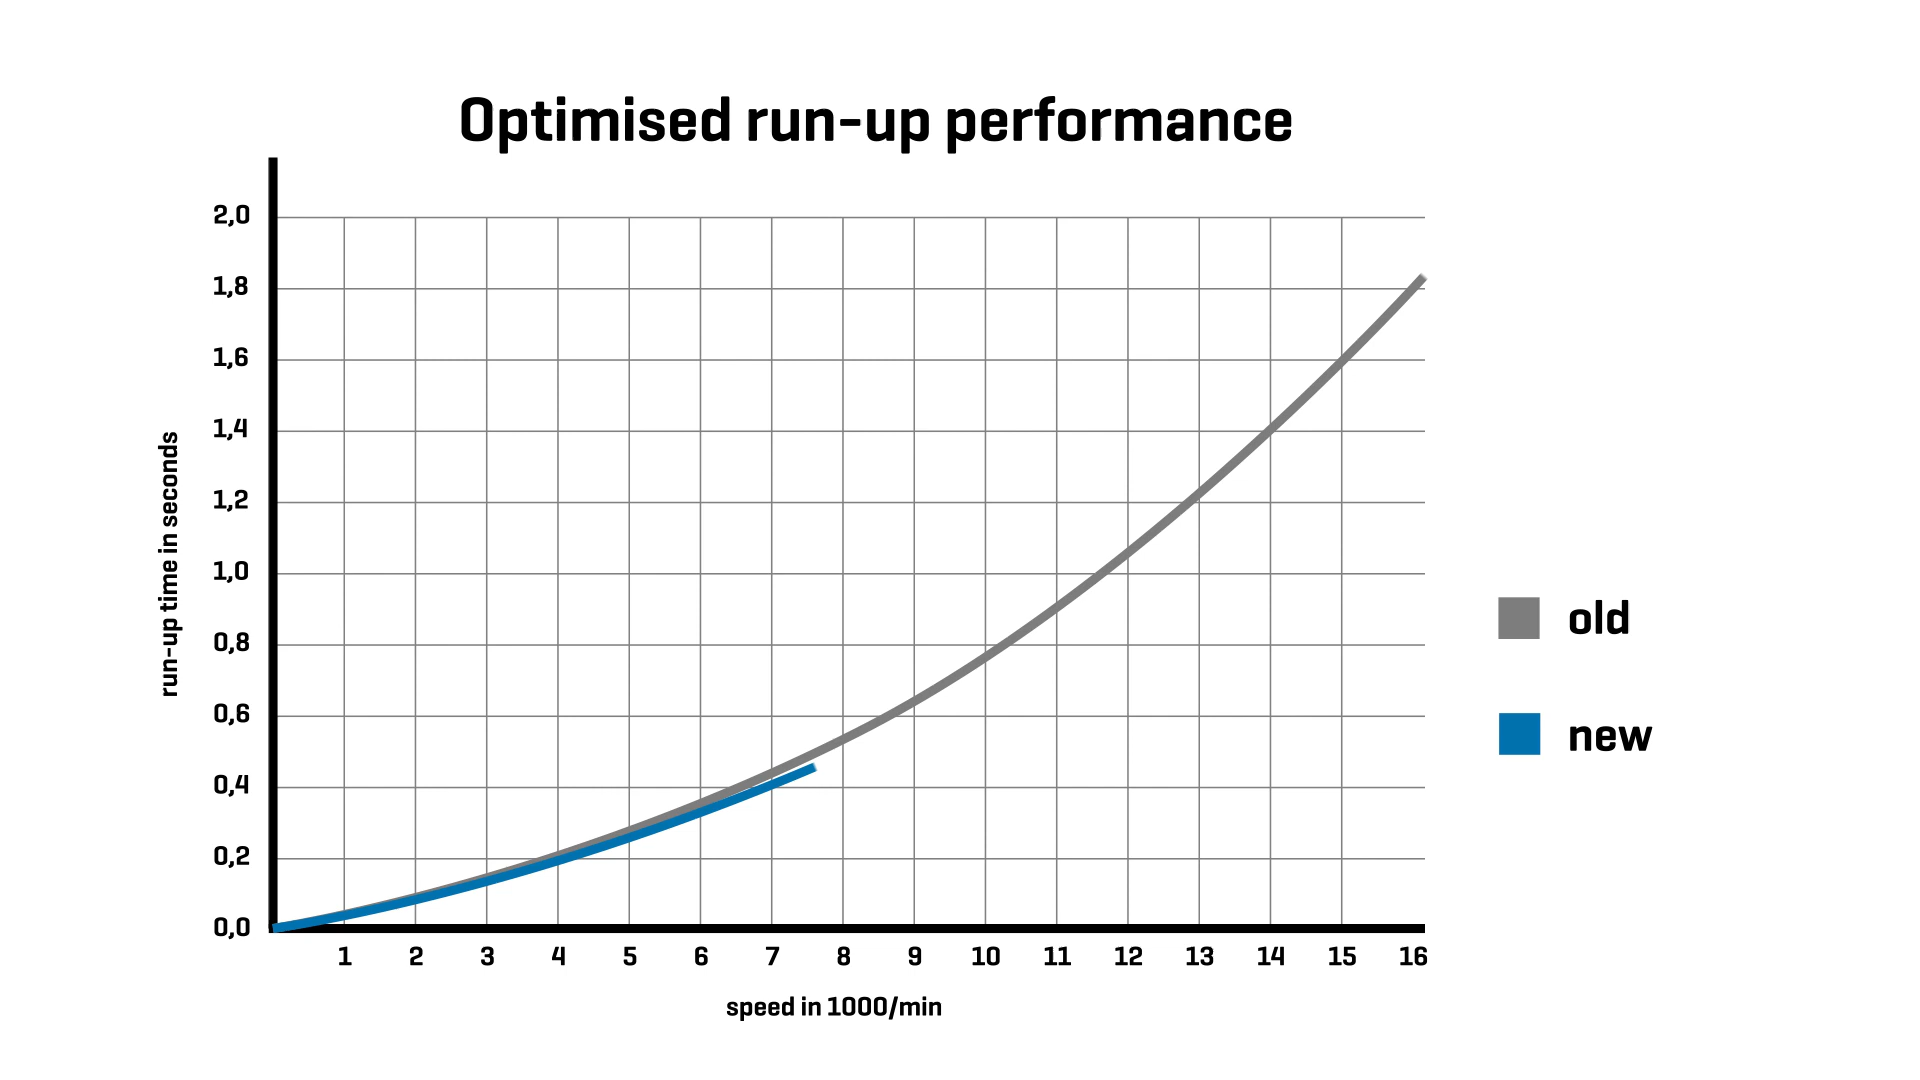 Optimised run-up performance
run-up time in seconds
2,0
1,8
1,6
1,4
1,2
1,0
0,8
0,6
0,4
0,2
0,0
1 2 3 4 5 6 7 8 9 10 11 12 13 14 15 16
speed in 1000/min
old
new